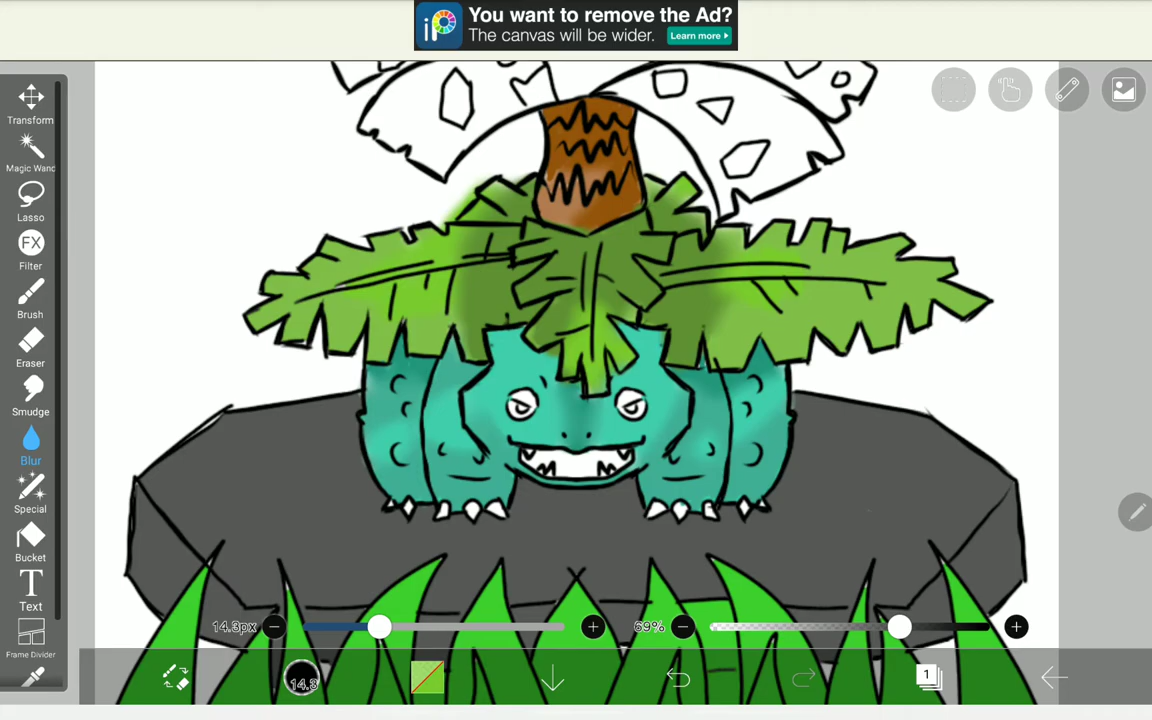 You want to remove the Ad?
The canvas will be wider.
Learn more
iP
Transform
Magic Wand
Lasso
FX
Filter
Brush
Eraser
Smudge
Blur
Special
Bucket
T
Text
Frame Divider
14.3px
69%
14.3
1